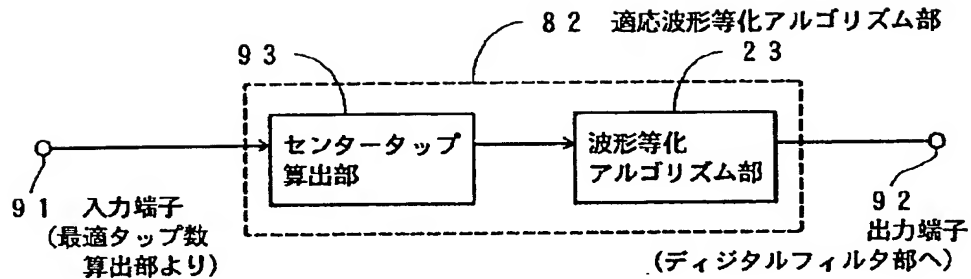 82 適応波形等化アルゴリズム部
93
23
センタータップ
算出部
波形等化
アルゴリズム部
91 入力端子
(最適タップ数
算出部より)
92
出力端子
(ディジタルフィルタ部へ)